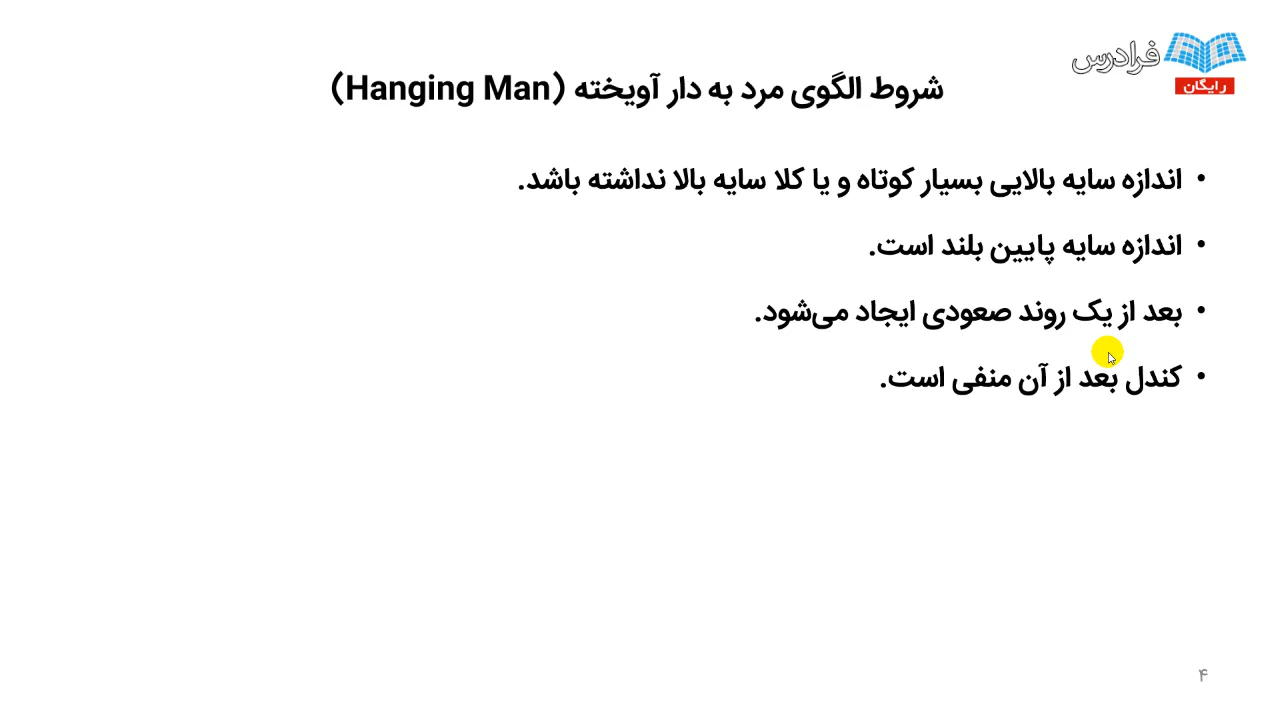 فرادرس
رایگان
شروط الگوی مرد به دار آویخته (Hanging Man)
• اندازه سایه بالایی بسیار کوتاه و یا کلا سایه بالا نداشته باشد.
• اندازه سایه پایین بلند است.
• بعد از یک روند صعودی ایجاد می‌شود.
• کندل بعد از آن منفی است.
۴